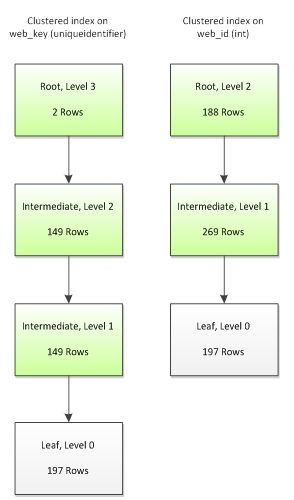 Clustered index on
web_key (uniqueidentifier)
Root, Level 3
2 Rows
Intermediate, Level 2
149 Rows
Intermediate, Level 1
149 Rows
Leaf, Level 0
197 Rows
Clustered index on
web_id (int)
Root, Level 2
188 Rows
Intermediate, Level 1
269 Rows
Leaf, Level 0
197 Rows